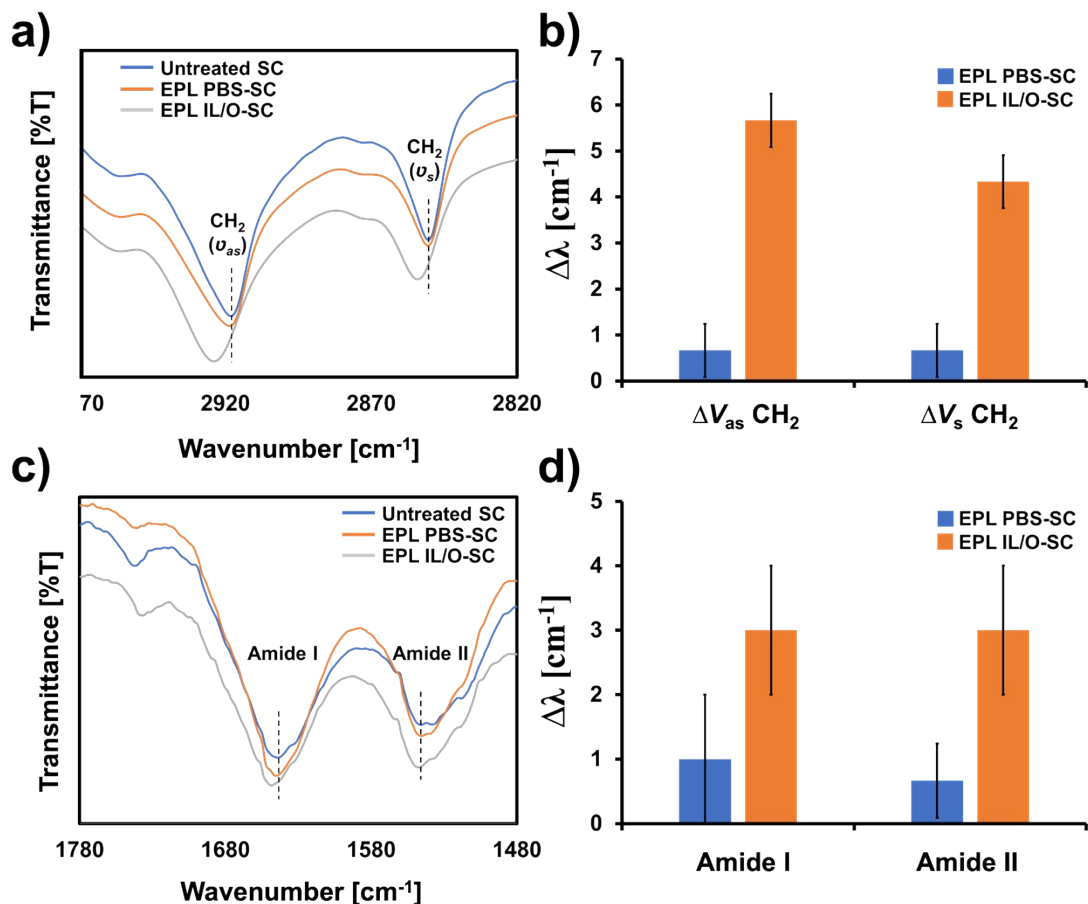 a)
Untreated SC
EPL PBS-SC
EPL IL/O-SC
CH₂
(υₛ)
CH₂
(υₐₛ)
Transmittance [%T]
70 2920 2870 2820
Wavenumber [cm⁻¹]
b)
7
6
5
4
3
2
1
0
Δλ [cm⁻¹]
EPL PBS-SC
EPL IL/O-SC
ΔVₐₛ CH₂ ΔVₛ CH₂
c)
Untreated SC
EPL PBS-SC
EPL IL/O-SC
Amide I Amide II
Transmittance [%T]
1780 1680 1580 1480
Wavenumber [cm⁻¹]
d)
5
4
3
2
1
0
Δλ [cm⁻¹]
EPL PBS-SC
EPL IL/O-SC
Amide I Amide II